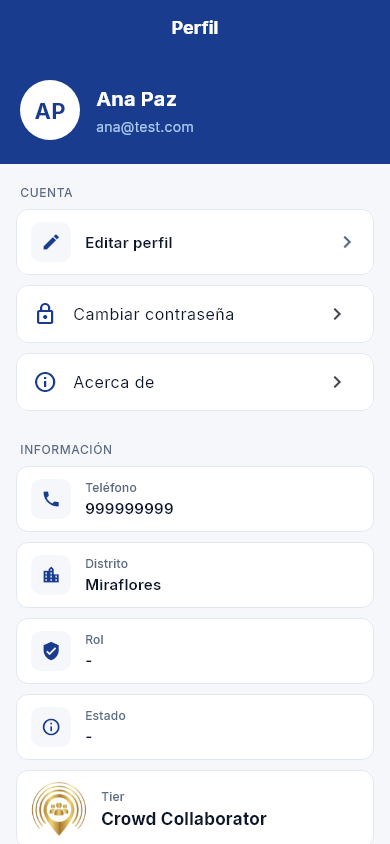 Perfil
AP
Ana Paz
ana@test.com
CUENTA
Editar perfil
Cambiar contraseña
Acerca de
INFORMACIÓN
Teléfono
999999999
Distrito
Miraflores
Rol
-
Estado
-
Tier
Crowd Collaborator